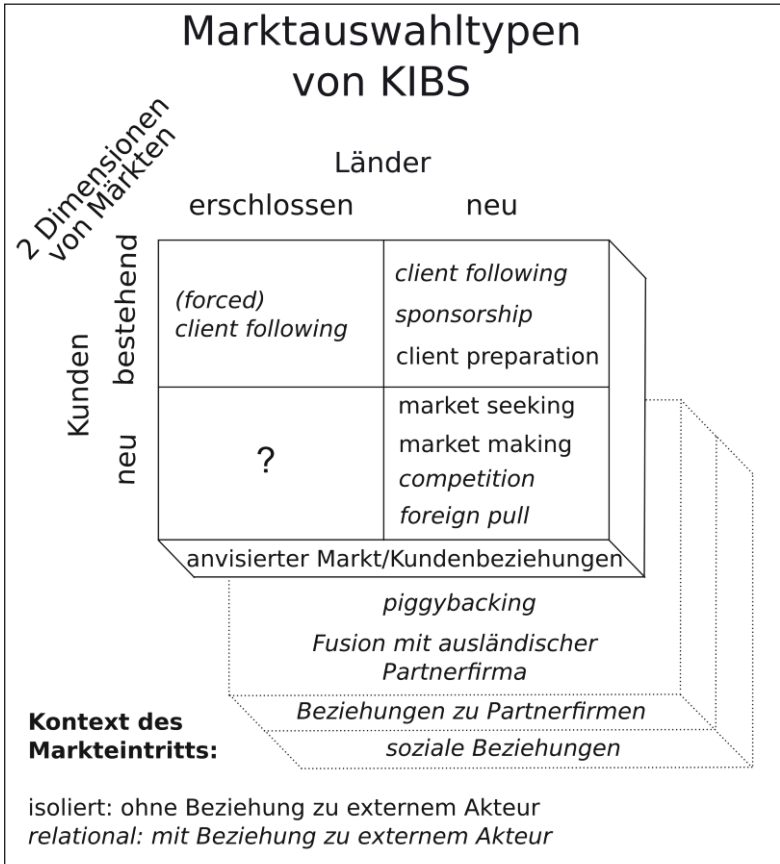 Marktauswahltypen
von KIBS
2 Dimensionen
von Märkten
Länder
erschlossen neu
Kunden
bestehend
neu
(forced)
client following
client following
sponsorship
client preparation
?
market seeking
market making
competition
foreign pull
anvisierter Markt/Kundenbeziehungen
piggybacking
Fusion mit ausländischer
Partnerfirma
Beziehungen zu Partnerfirmen
soziale Beziehungen
Kontext des
Markteintritts:
isoliert: ohne Beziehung zu externem Akteur
relational: mit Beziehung zu externem Akteur